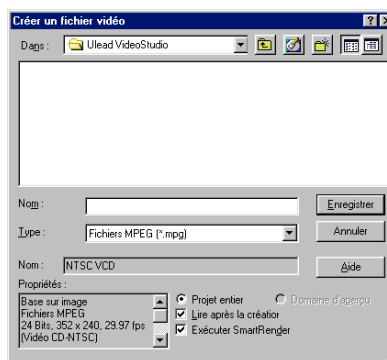 Créer un fichier vidéo
Dans : Ulead VideoStudio
Nom :
Enregistrer
Type : Fichiers MPEG (*.mpg)
Annuler
Nom : NTSC VCD
Aide
Propriétés :
Base sur image
Fichiers MPEG
24 Bits, 352 x 240, 29.97 fps
(Vidéo CD-NTSC)
Projet entier
Domaine d'aperçu
Lire après la création
Exécuter SmartRender